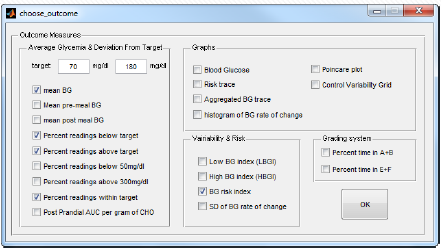 choose_outcome
Outcome Measures
Average Glycemia & Deviation From Target
target: 70 mg/dl 180 mg/dl
mean BG
Mean pre-meal BG
mean post meal BG
Percent readings below target
Percent readings above target
Percent readings below 50mg/dl
Percent readings above 300mg/dl
Percent readings within target
Post Prandial AUC per gram of CHO
Graphs
Blood Glucose
Risk trace
Aggregated BG trace
histogram of BG rate of change
Poincare plot
Control Variability Grid
Variability & Risk
Low BG index (LBGI)
High BG index (HBGI)
BG risk index
SD of BG rate of change
Grading system
Percent time in A+B
Percent time in E+F
OK